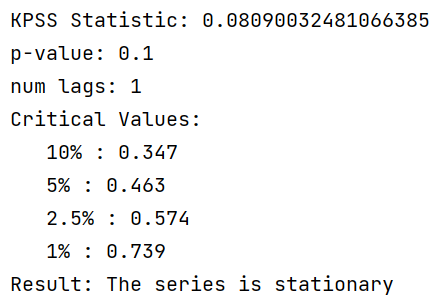 KPSS Statistic: 0.08090032481066385
p-value: 0.1
num lags: 1
Critical Values:
10% : 0.347
5% : 0.463
2.5% : 0.574
1% : 0.739
Result: The series is stationary